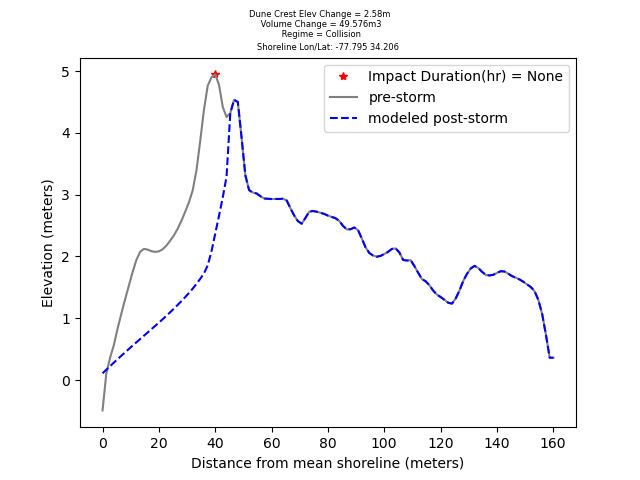 Dune Crest Elev Change = 2.58m
Volume Change = 49.576m3
Regime = Collision
Shoreline Lon/Lat: -77.795 34.206
Impact Duration(hr) = None
pre-storm
modeled post-storm
Elevation (meters)
5
4
3
2
1
0
0 20 40 60 80 100 120 140 160
Distance from mean shoreline (meters)